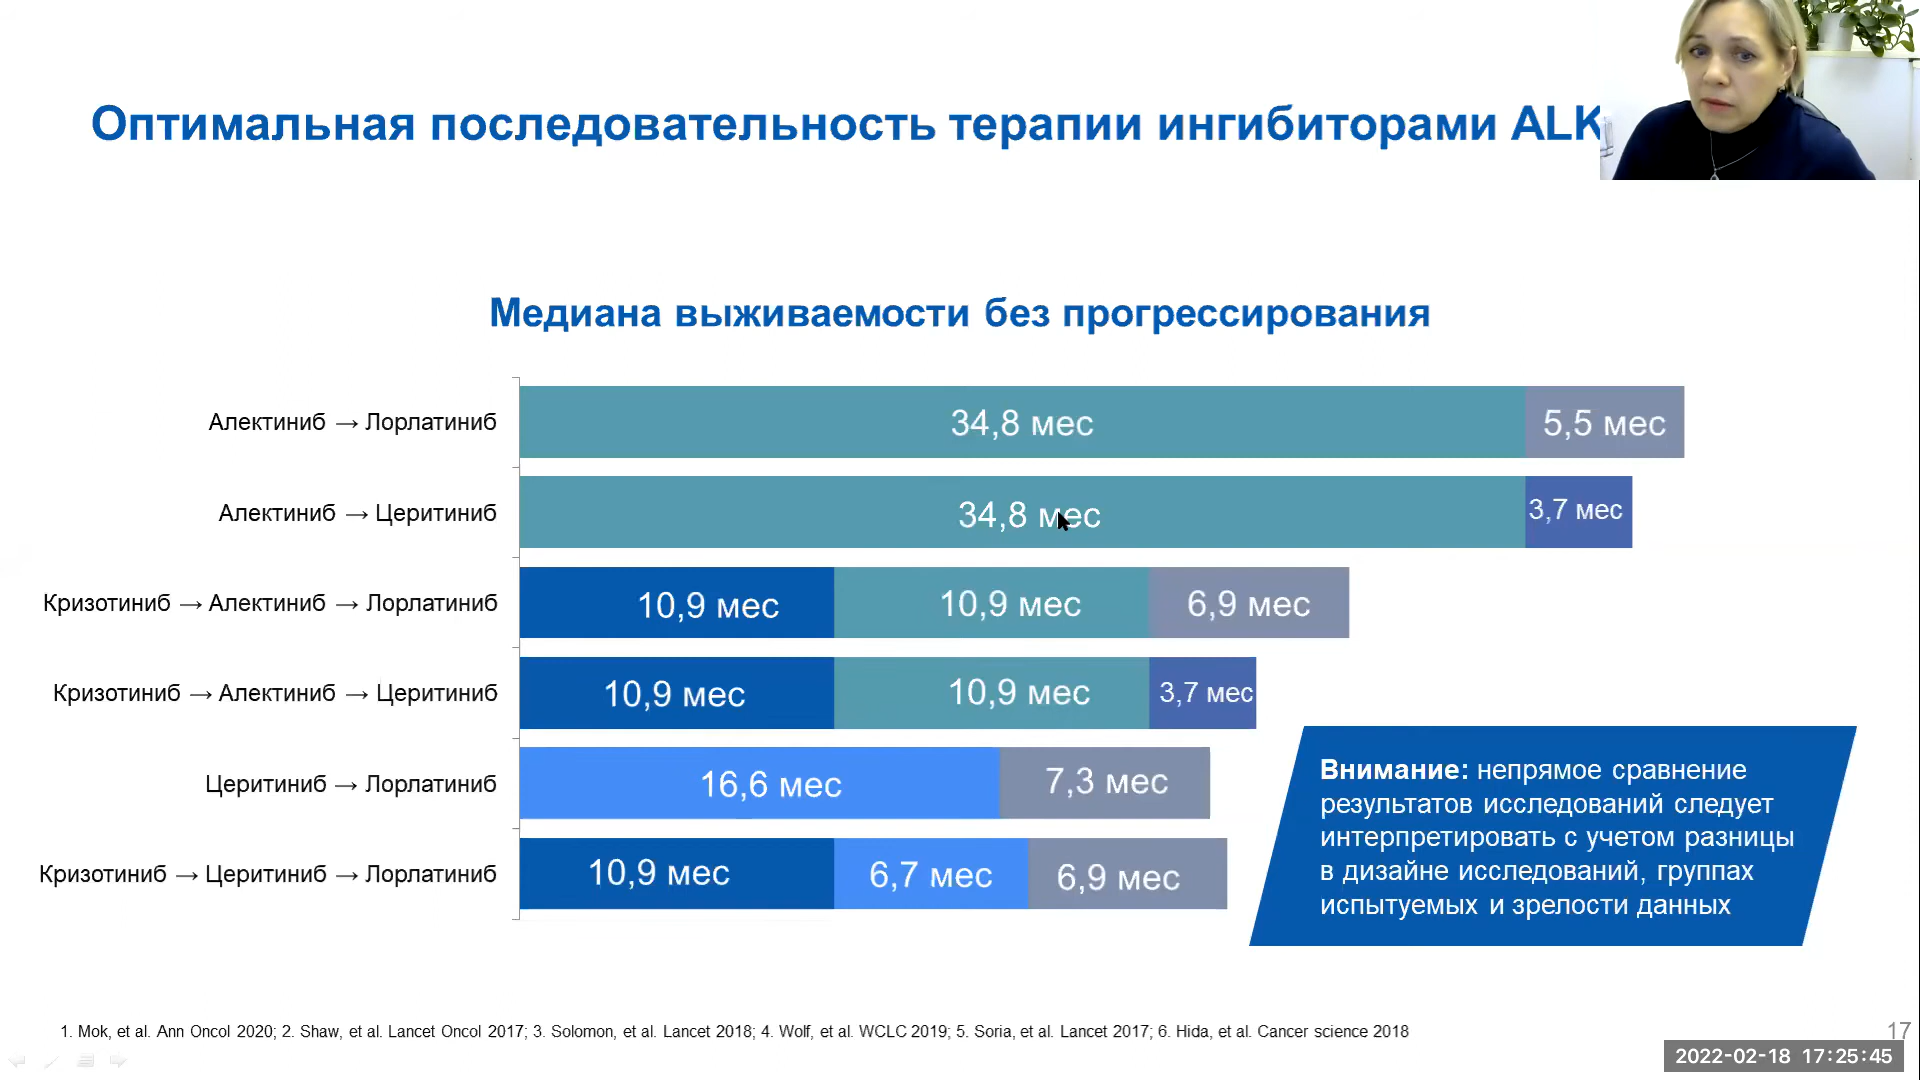 Оптимальная последовательность терапии ингибиторами ALK
Медиана выживаемости без прогрессирования
Алектиниб → Лорлатиниб
34,8 мес
5,5 мес
Алектиниб → Церитиниб
34,8 мес
3,7 мес
Кризотиниб → Алектиниб → Лорлатиниб
10,9 мес
10,9 мес
6,9 мес
Кризотиниб → Алектиниб → Церитиниб
10,9 мес
10,9 мес
3,7 мес
Церитиниб → Лорлатиниб
16,6 мес
7,3 мес
Кризотиниб → Церитиниб → Лорлатиниб
10,9 мес
6,7 мес
6,9 мес
Внимание: непрямое сравнение
результатов исследований следует
интерпретировать с учетом разницы
в дизайне исследований, группах
испытуемых и зрелости данных
1. Mok, et al. Ann Oncol 2020; 2. Shaw, et al. Lancet Oncol 2017; 3. Solomon, et al. Lancet 2018; 4. Wolf, et al. WCLC 2019; 5. Soria, et al. Lancet 2017; 6. Hida, et al. Cancer science 2018
17
2022-02-18 17:25:45